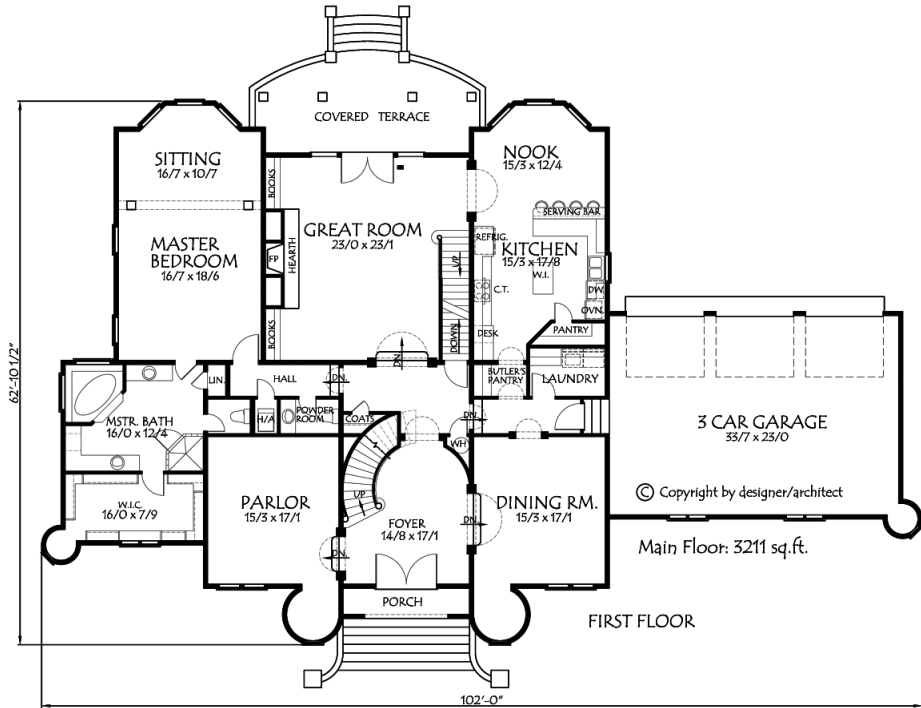 COVERED TERRACE
SITTING
16/7 x 10/7
NOOK
15/3 x 12/4
BOOKS
SERVING BAR
GREAT ROOM
23/0 x 23/1
MASTER
BEDROOM
16/7 x 18/6
HEARTH
FP
REFRIG.
KITCHEN
15/3 x 17/8
W.I.
UP
C.T.
DW
OVN.
BOOKS
DOWN
DESK
PANTRY
62'-10 1/2"
DN.
BUTLER'S
PANTRY
LAUNDRY
LIN.
HALL
DN.
MSTR. BATH
16/0 x 12/4
H/A
POWDER
ROOM
COATS
DN.
WH
3 CAR GARAGE
33/7 x 23/0
W.I.C.
16/0 x 7/9
PARLOR
15/3 x 17/1
UP
FOYER
14/8 x 17/1
DN.
DINING RM.
15/3 x 17/1
© Copyright by designer/architect
DN.
Main Floor: 3211 sq.ft.
PORCH
FIRST FLOOR
102'-0"